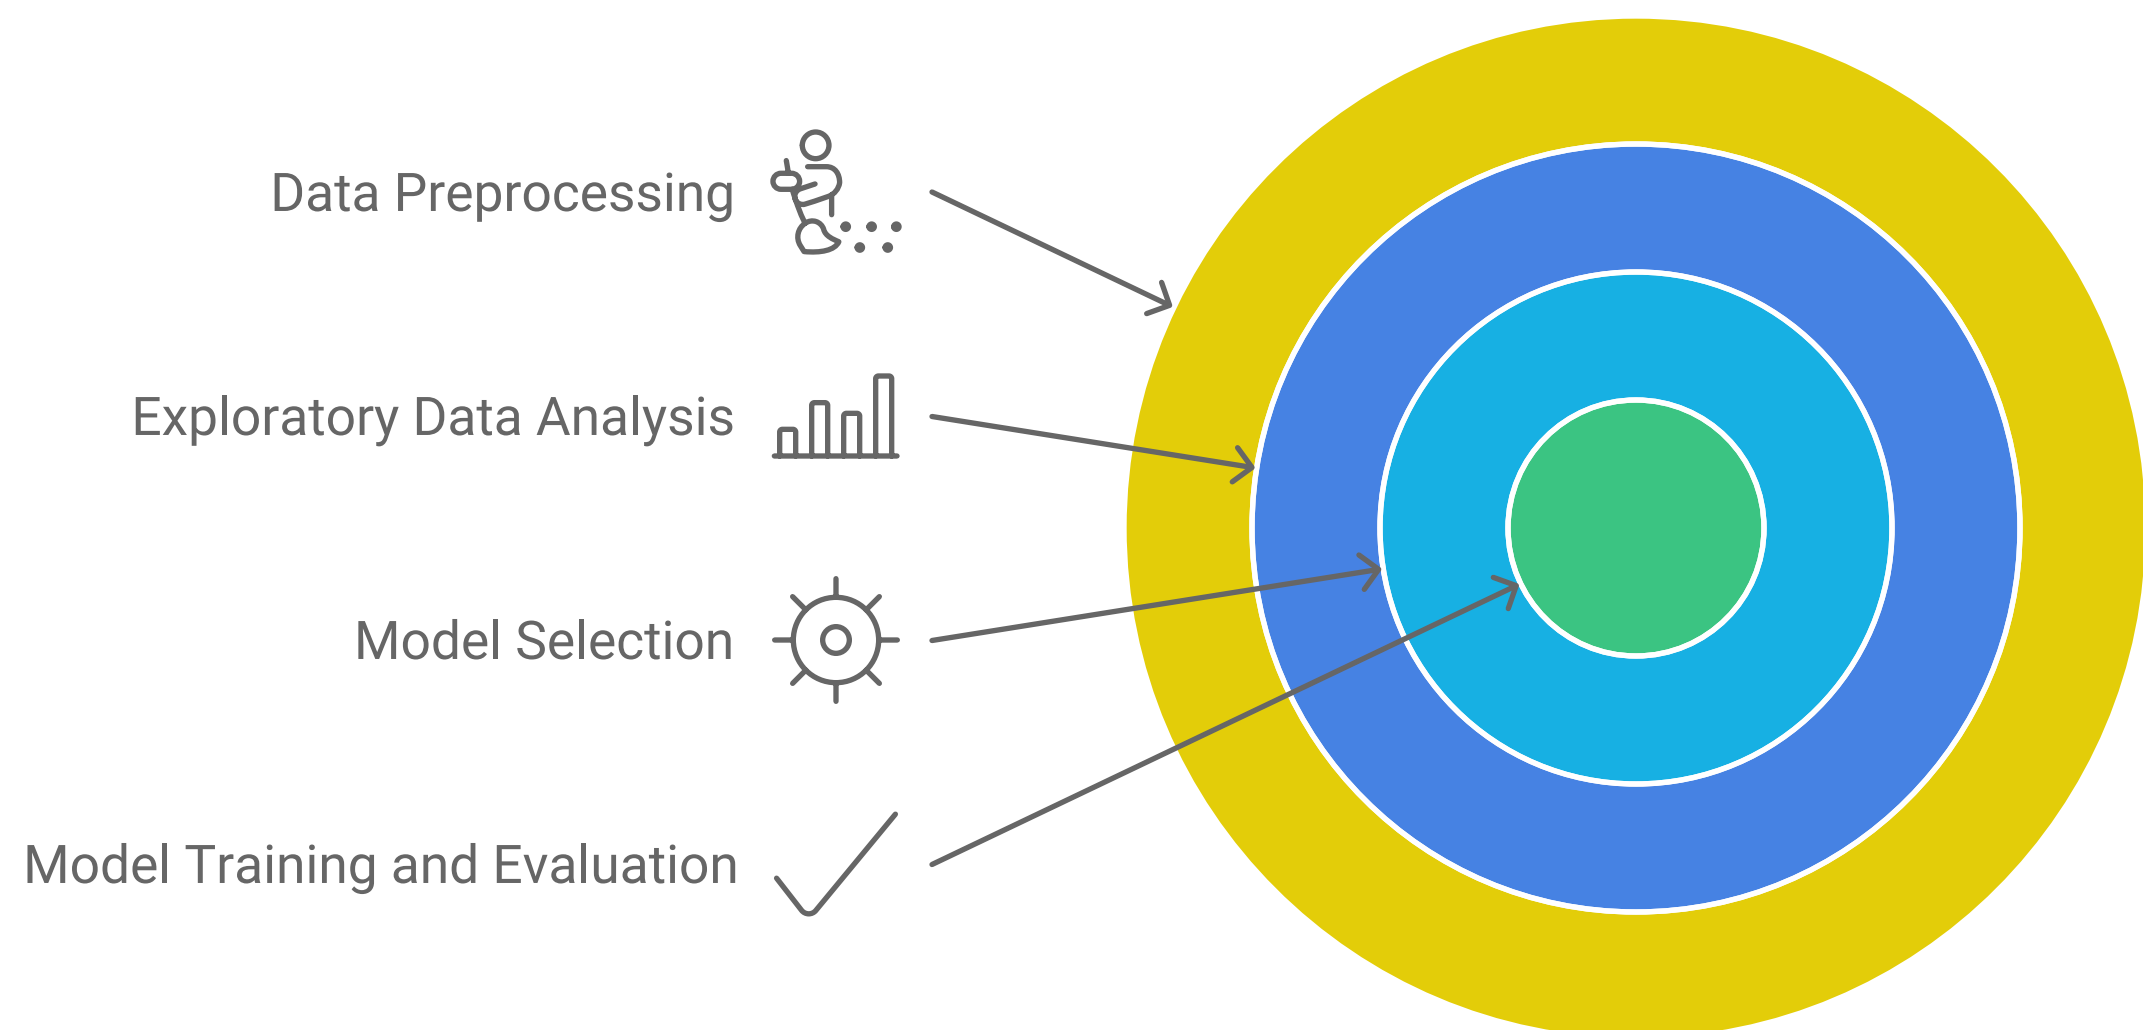 Data Preprocessing
Exploratory Data Analysis
Model Selection
Model Training and Evaluation